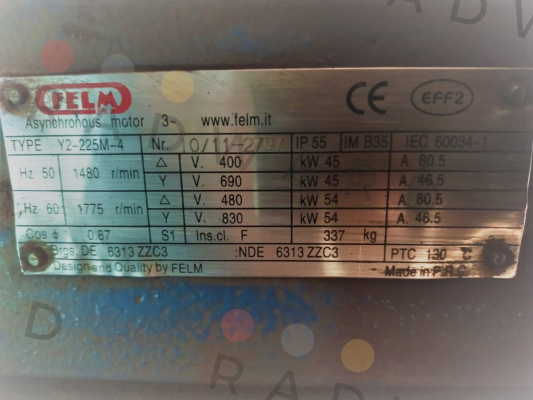 FELM
CE EFF2
Asynchrohous motor 3~ www.felm.it
TYPE Y2-225M-4 Nr. IP 55 IM B35 IEC 60034-1
Hz 50 1480 r/min △ V. 400 kW 45 A. 80.5
Y V. 690 kW 45 A. 46.5
Hz 60 1775 r/min △ V. 480 kW 54 A. 80.5
Y V. 830 kW 54 A. 46.5
Cos φ 0.87 S1 Ins.cl. F 337 kg
Brgs. DE 6313 ZZC3 :NDE 6313 ZZC3 PTC 130 °C
Design and Quality by FELM Made in P.R.C